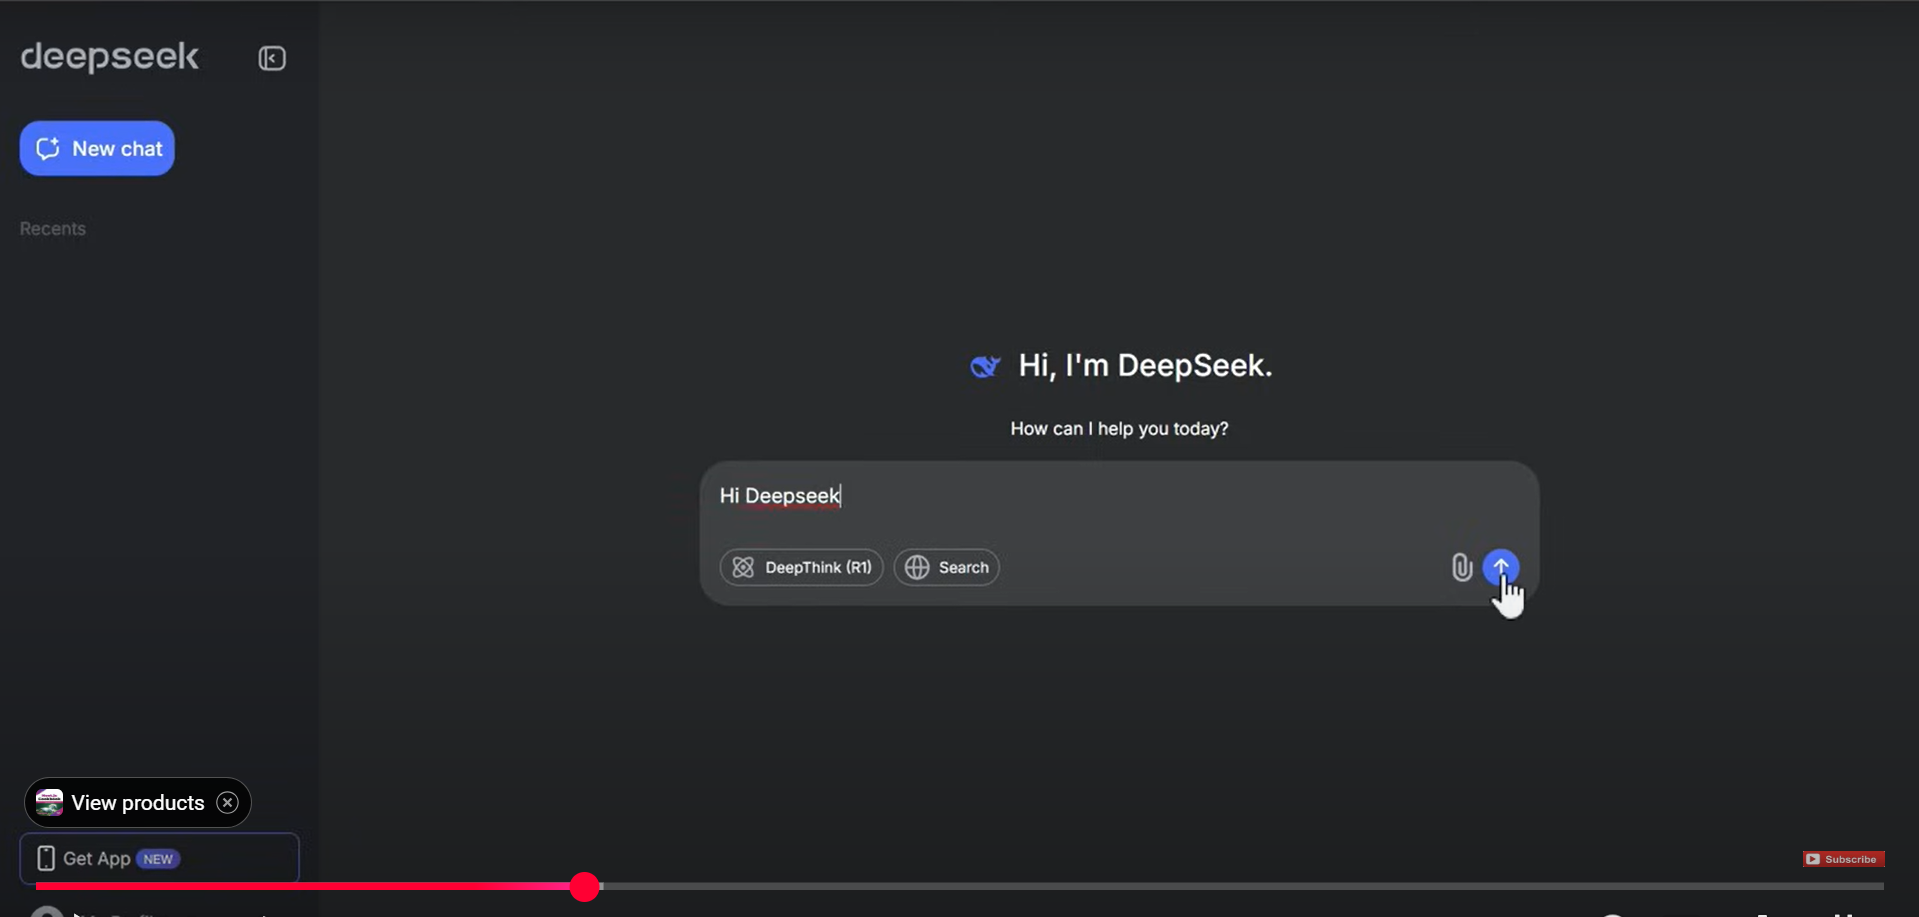 deepseek
New chat
Recents
Hi, I'm DeepSeek.
How can I help you today?
Hi Deepseek
DeepThink (R1)
Search
View products
Get App NEW
Subscribe